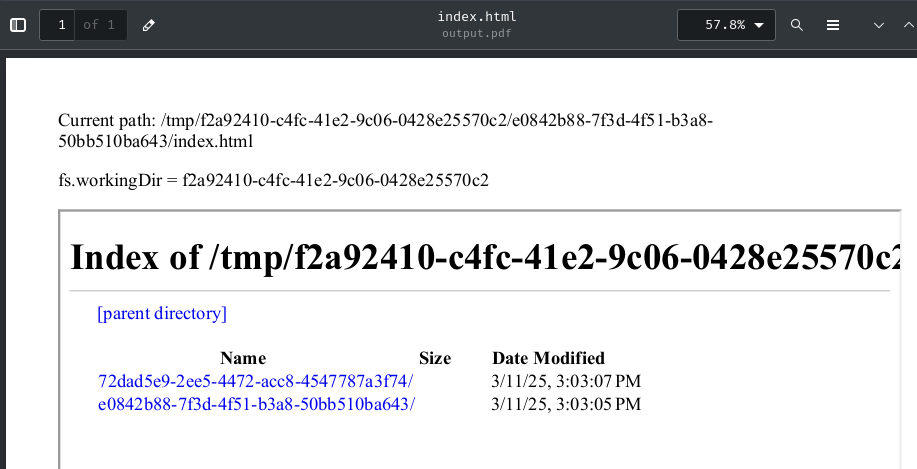 1 of 1
index.html
output.pdf
57.8%
Current path: /tmp/f2a92410-c4fc-41e2-9c06-0428e25570c2/e0842b88-7f3d-4f51-b3a8-
50bb510ba643/index.html
fs.workingDir = f2a92410-c4fc-41e2-9c06-0428e25570c2
Index of /tmp/f2a92410-c4fc-41e2-9c06-0428e25570c2
[parent directory]
Name Size Date Modified
72dad5e9-2ee5-4472-acc8-4547787a3f74/ 3/11/25, 3:03:07 PM
e0842b88-7f3d-4f51-b3a8-50bb510ba643/ 3/11/25, 3:03:05 PM